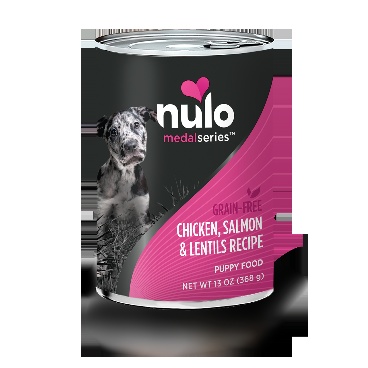 nulo
medalseries™
GRAIN-FREE
CHICKEN, SALMON
& LENTILS RECIPE
PUPPY FOOD
NET WT 13 OZ (368 g)